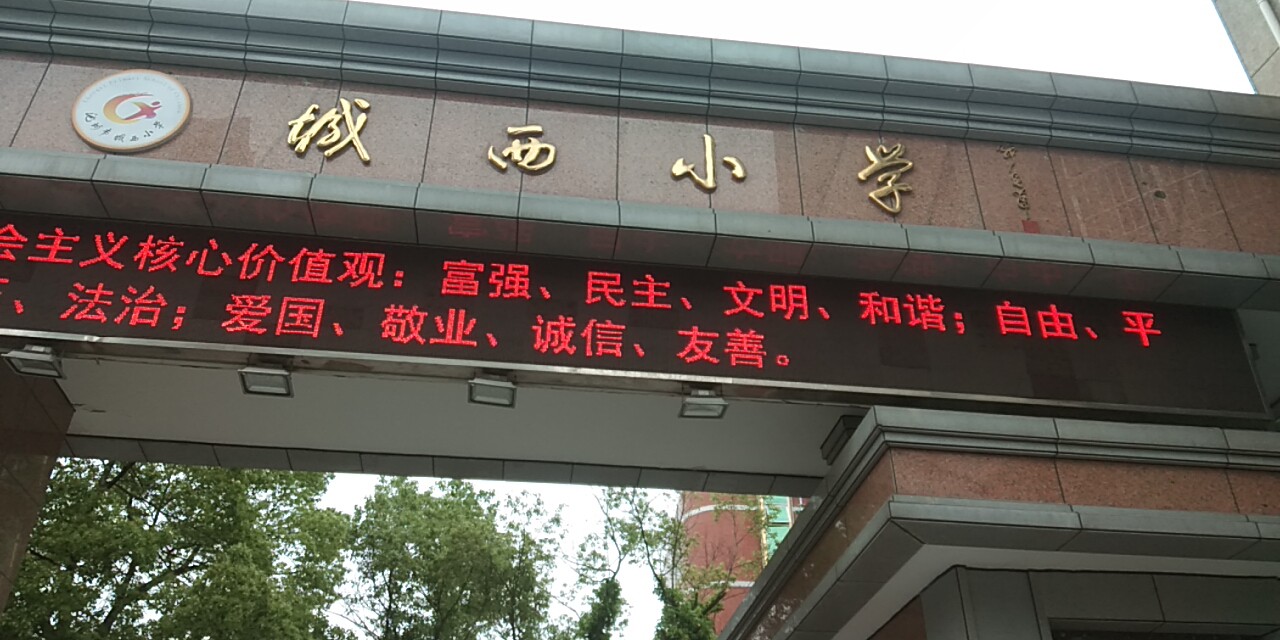 城西小学
会主义核心价值观：富强、民主、文明、和谐；自由、平
、法治；爱国、敬业、诚信、友善。